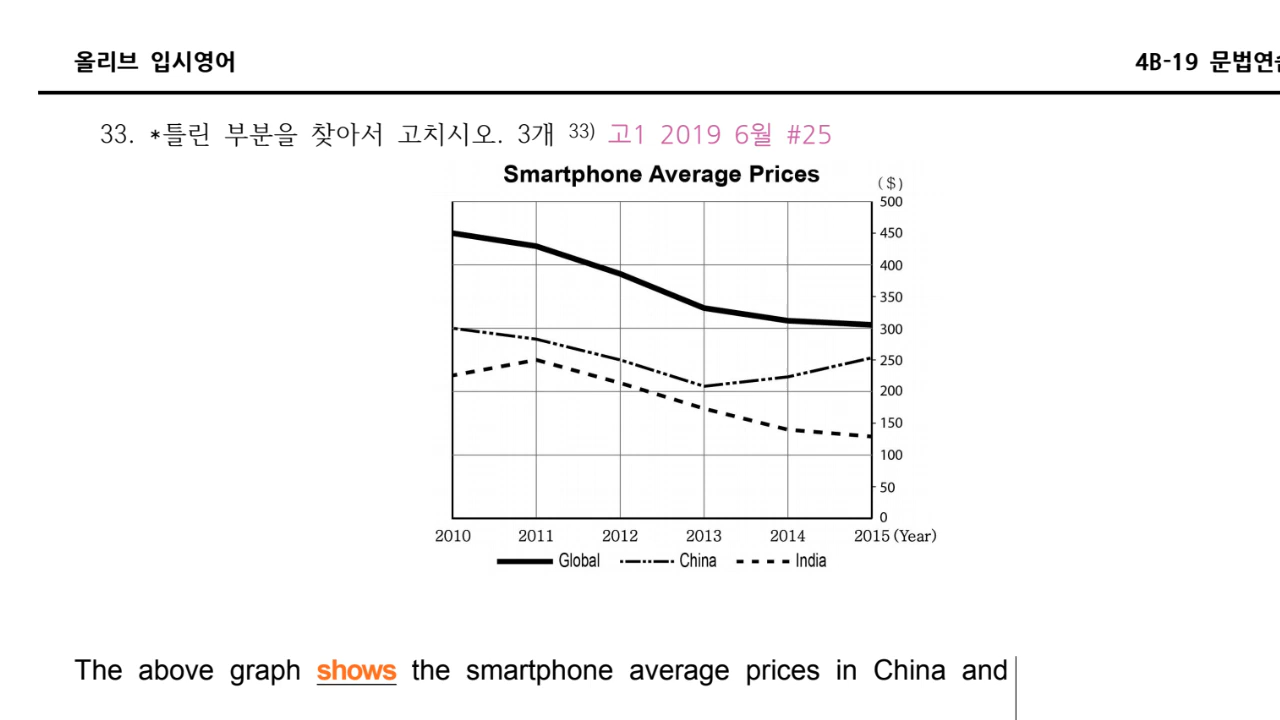 올리브 입시영어
4B-19 문법연습
33. *틀린 부분을 찾아서 고치시오. 3개 33) 고1 2019 6월 #25
Smartphone Average Prices
($)
500
450
400
350
300
250
200
150
100
50
0
2010 2011 2012 2013 2014 2015 (Year)
Global China India
The above graph shows the smartphone average prices in China and